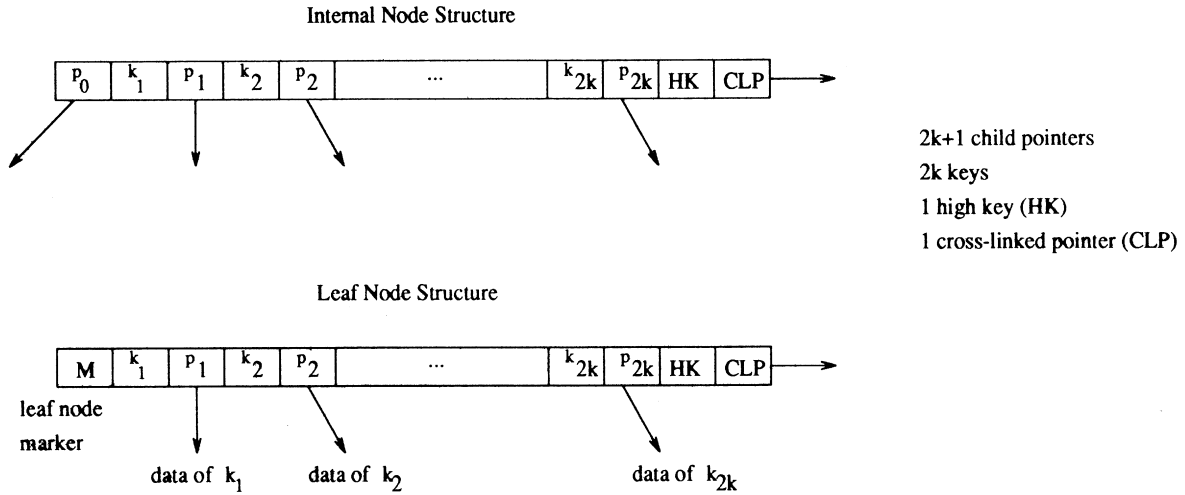 Internal Node Structure
p0 k1 p1 k2 p2 ... k2k p2k HK CLP
2k+1 child pointers
2k keys
1 high key (HK)
1 cross-linked pointer (CLP)
Leaf Node Structure
M k1 p1 k2 p2 ... k2k p2k HK CLP
leaf node
marker
data of k1 data of k2 data of k2k